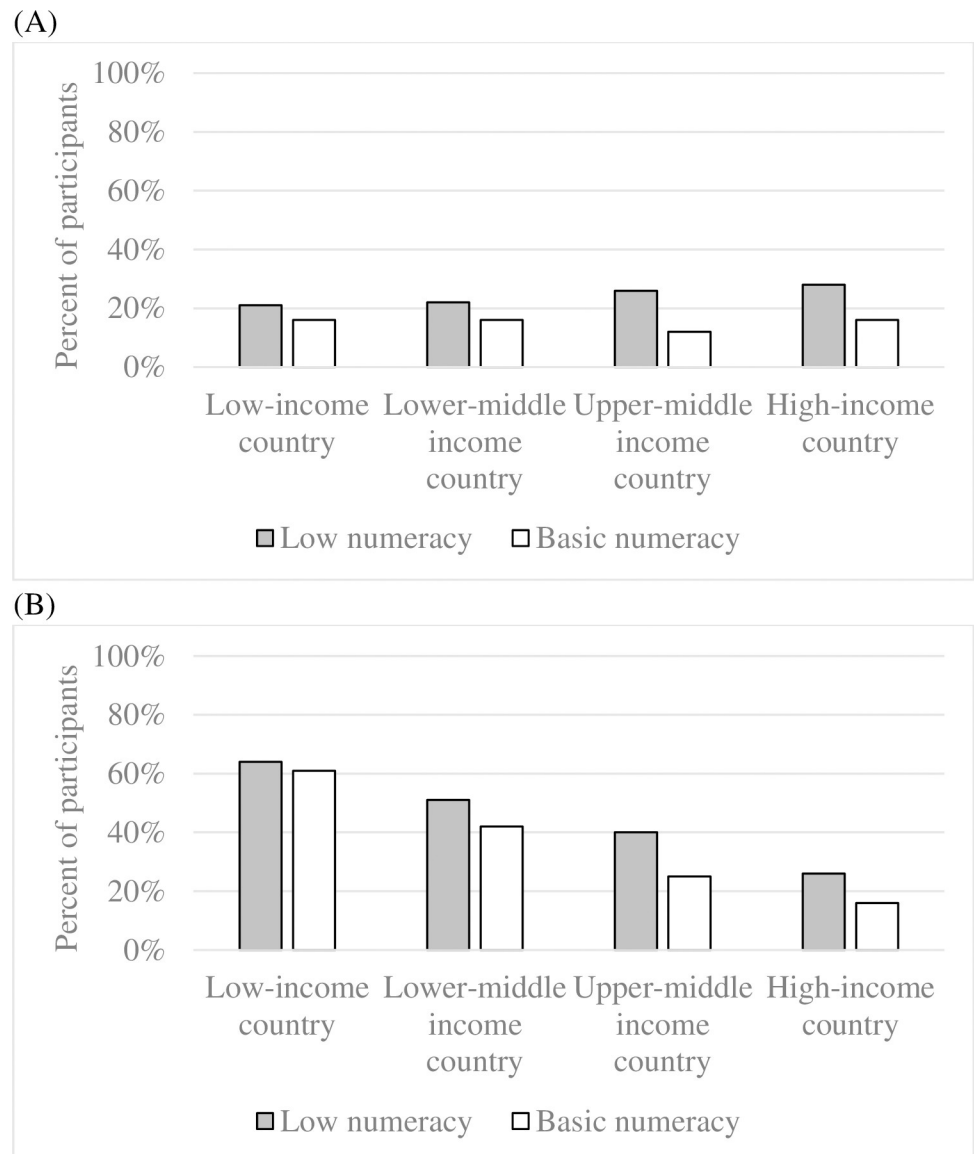 (A)
Percent of participants
100%
80%
60%
40%
20%
0%
Low-income country
Lower-middle income country
Upper-middle income country
High-income country
Low numeracy
Basic numeracy
(B)
Percent of participants
100%
80%
60%
40%
20%
0%
Low-income country
Lower-middle income country
Upper-middle income country
High-income country
Low numeracy
Basic numeracy